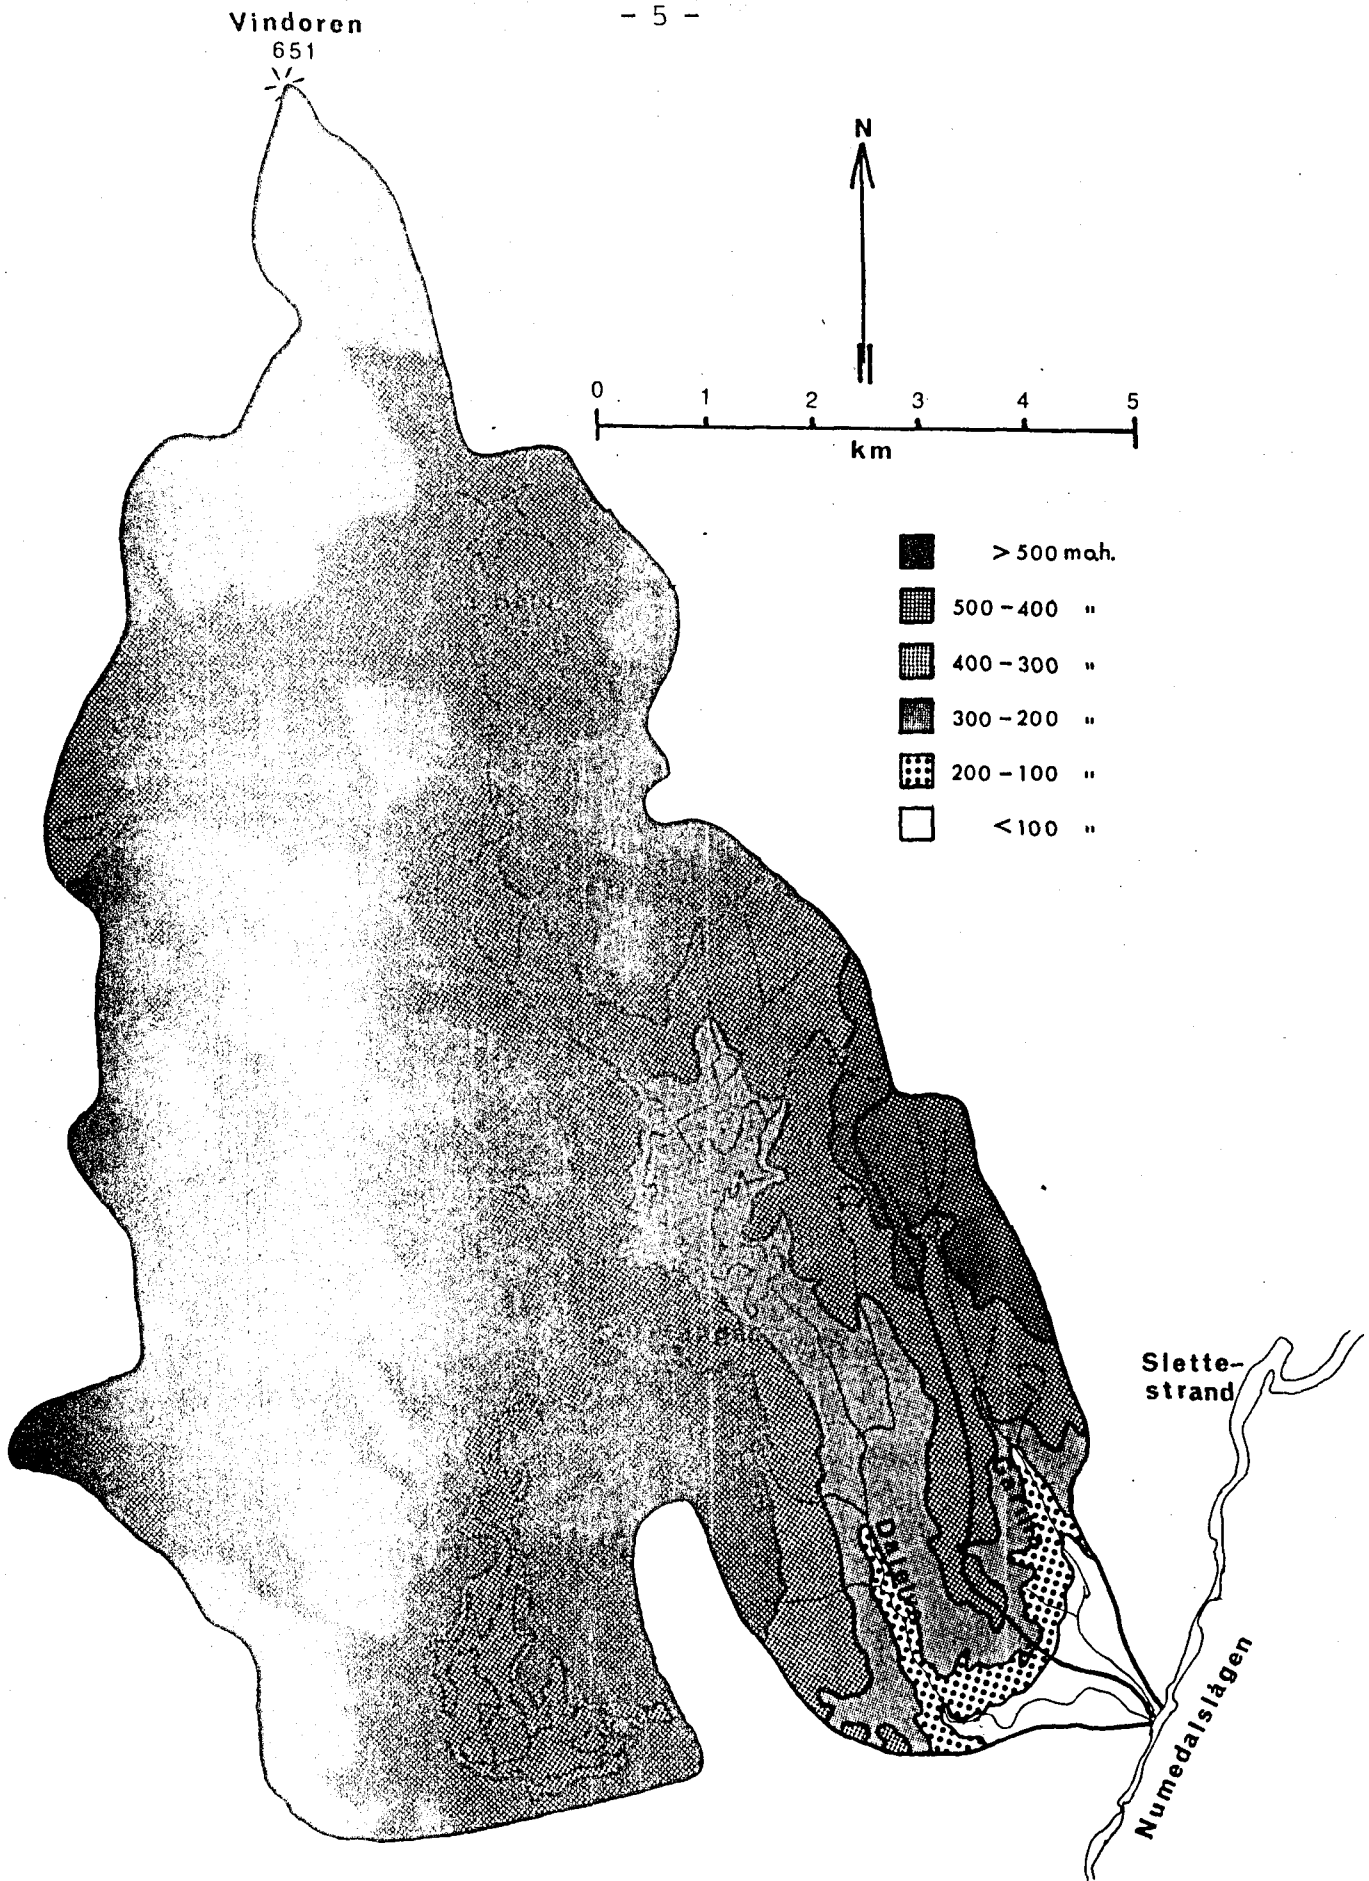 - 5 -
Vindoren
651
N
0 1 2 3 4 5
km
> 500 m.o.h.
500 - 400 "
400 - 300 "
300 - 200 "
200 - 100 "
< 100 "
Slette-
strand
Numedalslågen